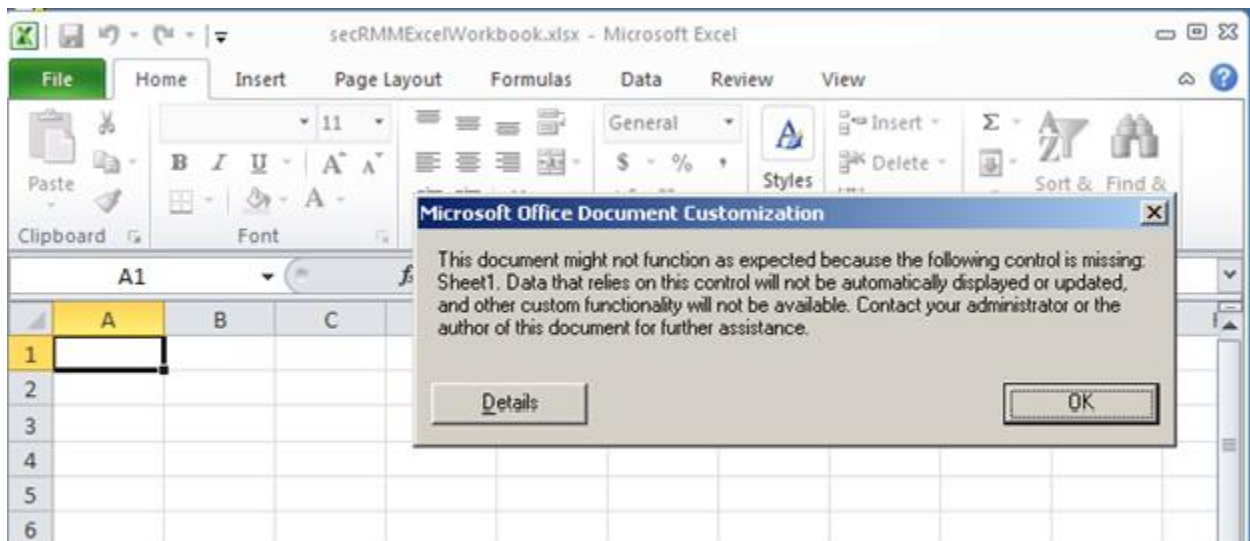 secRMMExcelWorkbook.xlsx - Microsoft Excel
File Home Insert Page Layout Formulas Data Review View
11 General Insert
B I U A A $ % , Delete
Paste Styles Sort & Find &
A
Clipboard Font
Microsoft Office Document Customization
This document might not function as expected because the following control is missing:
Sheet1. Data that relies on this control will not be automatically displayed or updated,
and other custom functionality will not be available. Contact your administrator or the
author of this document for further assistance.
Details OK
A1
A B C
1
2
3
4
5
6